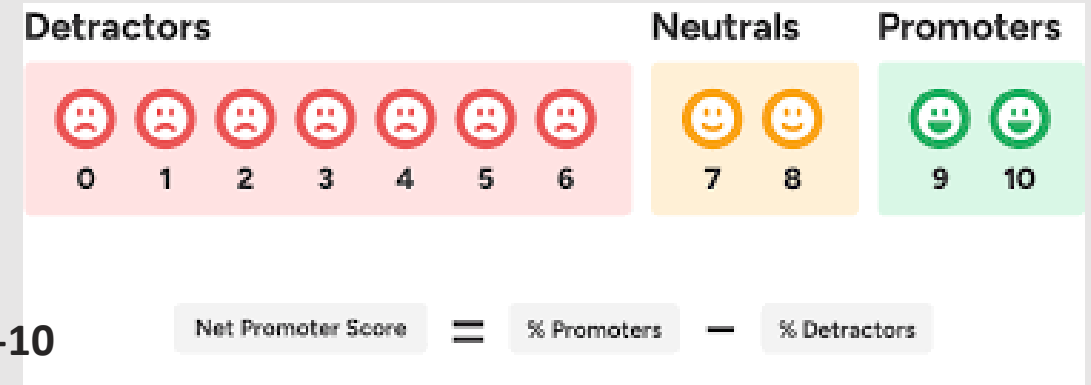 Detractors Neutrals Promoters
0 1 2 3 4 5 6 7 8 9 10
Net Promoter Score = % Promoters − % Detractors
-10